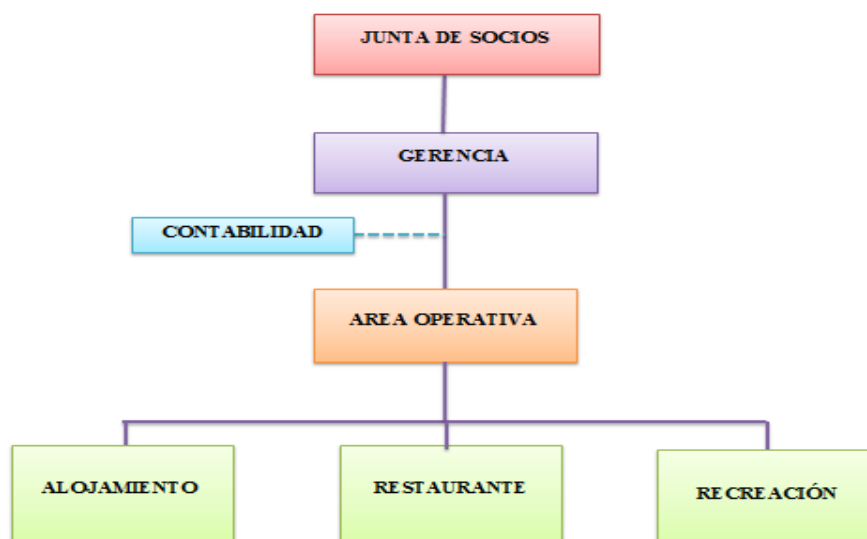 JUNTA DE SOCIOS
GERENCIA
CONTABILIDAD
AREA OPERATIVA
ALOJAMIENTO
RESTAURANTE
RECREACIÓN